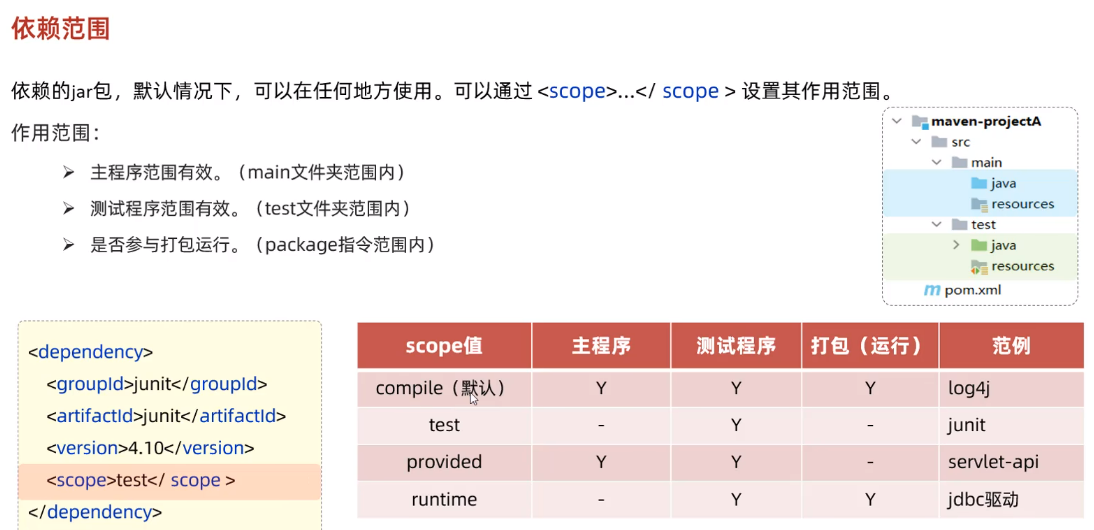 依赖范围
依赖的jar包，默认情况下，可以在任何地方使用。可以通过 <scope>...</ scope > 设置其作用范围。
作用范围：
主程序范围有效。（main文件夹范围内）
测试程序范围有效。（test文件夹范围内）
是否参与打包运行。（package指令范围内）
maven-projectA
src
main
java
resources
test
java
resources
pom.xml
<dependency>
<groupId>junit</groupId>
<artifactId>junit</artifactId>
<version>4.10</version>
<scope>test</ scope >
</dependency>
scope值 主程序 测试程序 打包（运行） 范例
compile（默认） Y Y Y log4j
test - Y - junit
provided Y Y - servlet-api
runtime - Y Y jdbc驱动